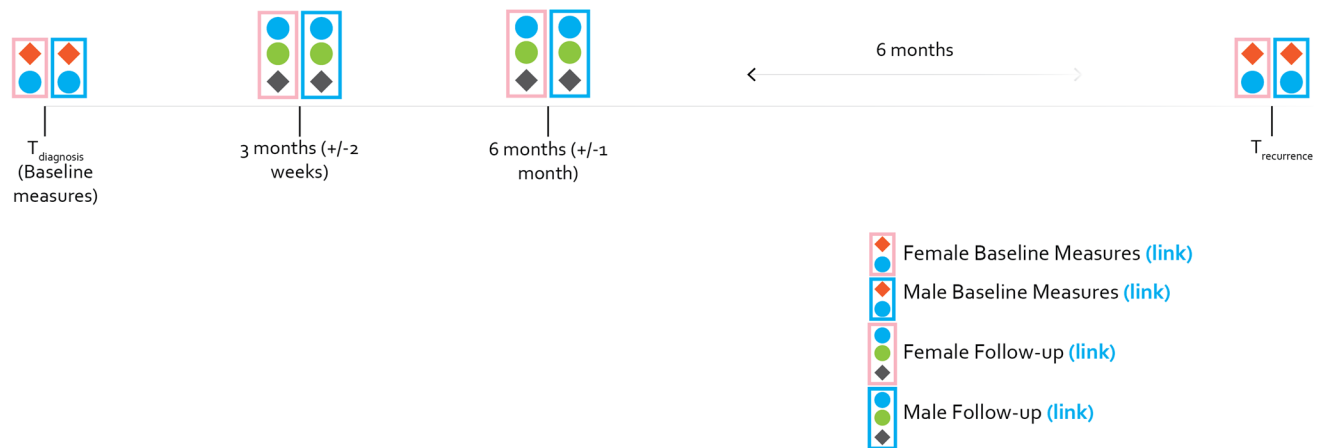 6 months
T diagnosis
(Baseline
measures)
3 months (+/-2
weeks)
6 months (+/-1
month)
T recurrence
Female Baseline Measures (link)
Male Baseline Measures (link)
Female Follow-up (link)
Male Follow-up (link)